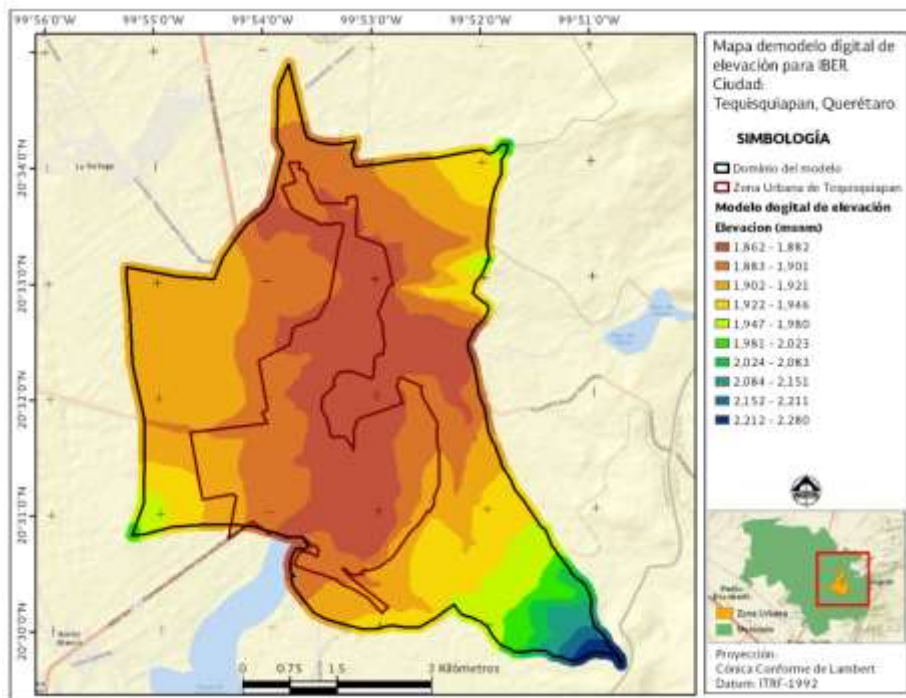 99°56'0"W 99°55'0"W 99°54'0"W 99°53'0"W 99°52'0"W 99°51'0"W
20°34'0"N
20°33'0"N
20°32'0"N
20°31'0"N
20°30'0"N
0 0.75 1.5 3 Kilómetros
Mapa demodelo digital de
elevación para IBER
Ciudad:
Tequisquiapan, Querétaro
SIMBOLOGÍA
Dominio del modelo
Zona Urbana de Tequisquiapan
Modelo dogital de elevación
Elevacion (msnm)
1,862 - 1,882
1,883 - 1,901
1,902 - 1,921
1,922 - 1,946
1,947 - 1,980
1,981 - 2,023
2,024 - 2,083
2,084 - 2,151
2,152 - 2,211
2,212 - 2,280
Zona Urbana
Proyección:
Cónica Conforme de Lambert
Datum: ITRF-1992